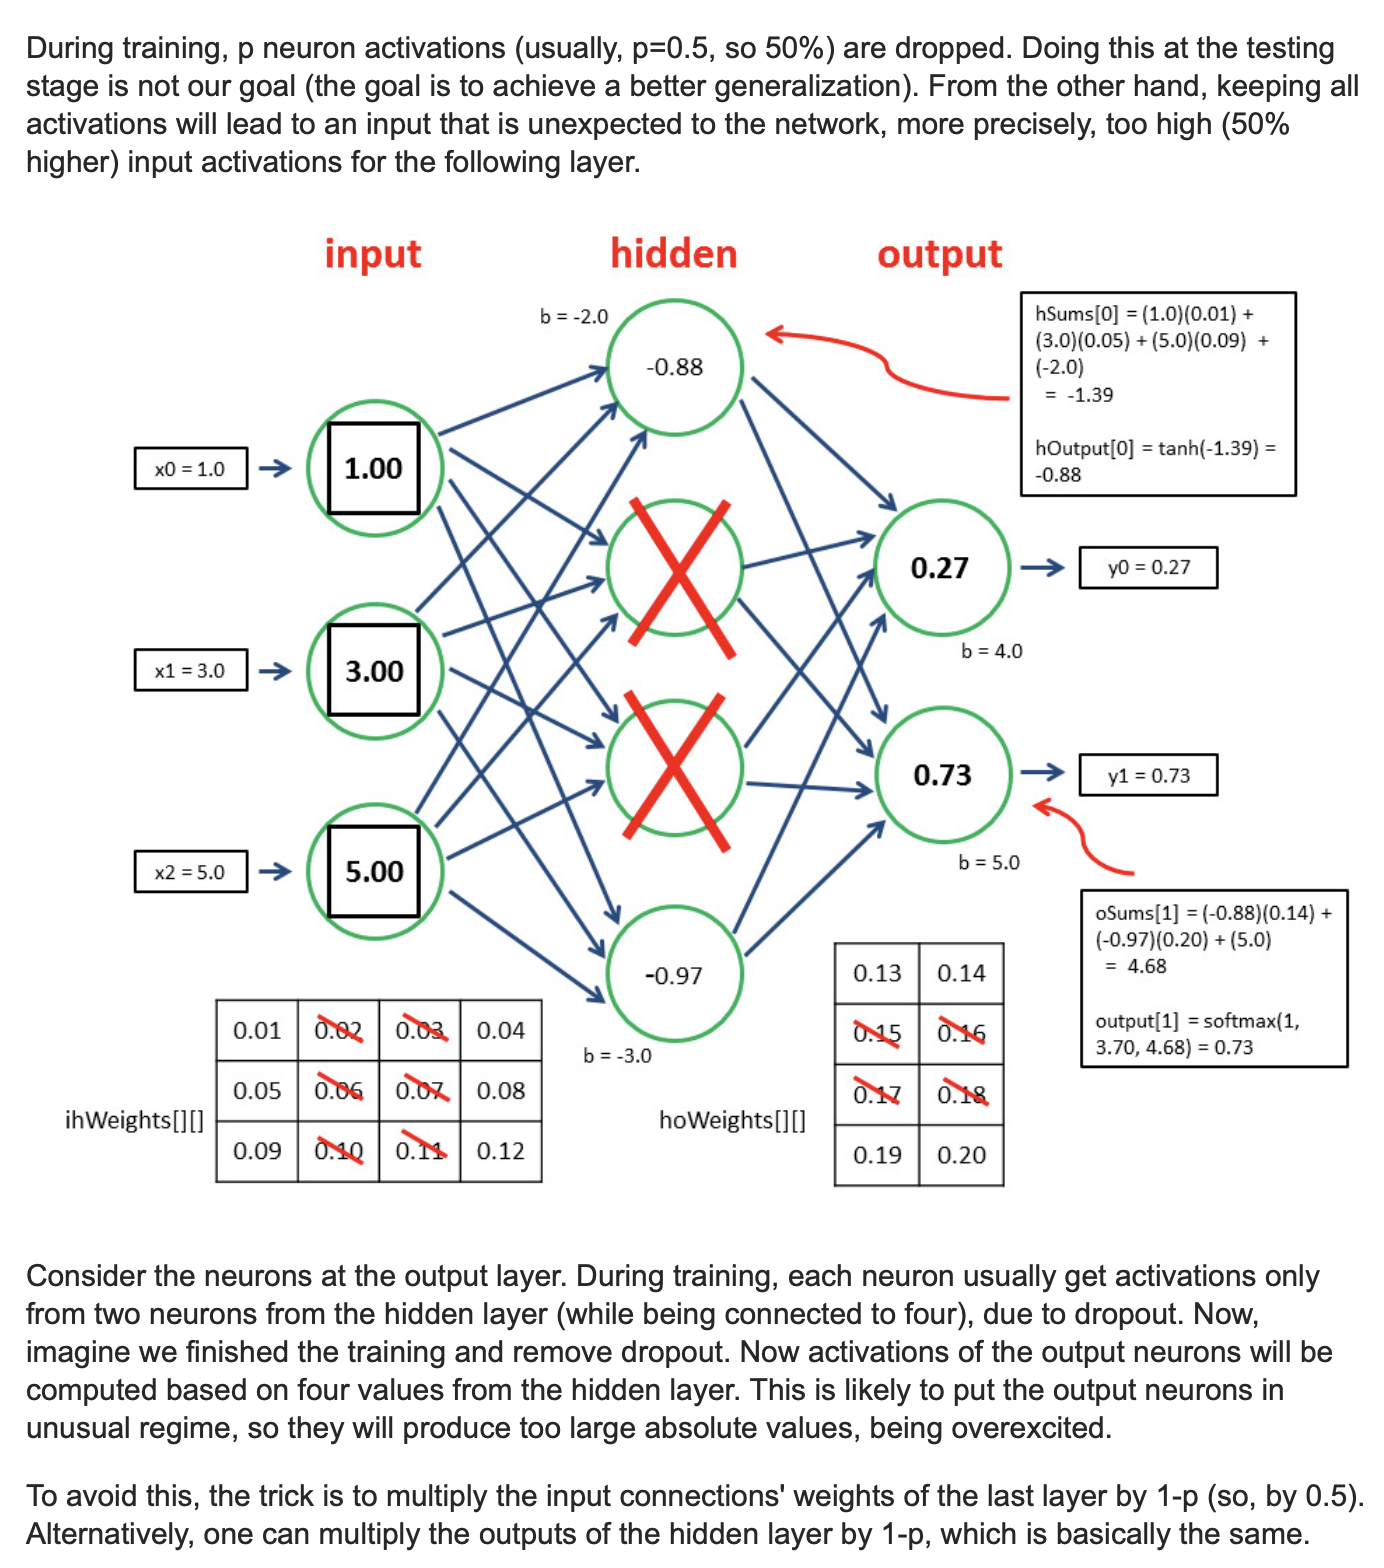 During training, p neuron activations (usually, p=0.5, so 50%) are dropped. Doing this at the testing
stage is not our goal (the goal is to achieve a better generalization). From the other hand, keeping all
activations will lead to an input that is unexpected to the network, more precisely, too high (50%
higher) input activations for the following layer.
input
hidden
output
b = -2.0
-0.88
hSums[0] = (1.0)(0.01) +
(3.0)(0.05) + (5.0)(0.09) +
(-2.0)
= -1.39
hOutput[0] = tanh(-1.39) =
-0.88
x0 = 1.0
1.00
0.27
y0 = 0.27
b = 4.0
x1 = 3.0
3.00
0.73
y1 = 0.73
b = 5.0
x2 = 5.0
5.00
-0.97
b = -3.0
oSums[1] = (-0.88)(0.14) +
(-0.97)(0.20) + (5.0)
= 4.68
output[1] = softmax(1,
3.70, 4.68) = 0.73
ihWeights[][]
0.01 0.02 0.03 0.04
0.05 0.06 0.07 0.08
0.09 0.10 0.11 0.12
hoWeights[][]
0.13 0.14
0.15 0.16
0.17 0.18
0.19 0.20
Consider the neurons at the output layer. During training, each neuron usually get activations only
from two neurons from the hidden layer (while being connected to four), due to dropout. Now,
imagine we finished the training and remove dropout. Now activations of the output neurons will be
computed based on four values from the hidden layer. This is likely to put the output neurons in
unusual regime, so they will produce too large absolute values, being overexcited.
To avoid this, the trick is to multiply the input connections' weights of the last layer by 1-p (so, by 0.5).
Alternatively, one can multiply the outputs of the hidden layer by 1-p, which is basically the same.